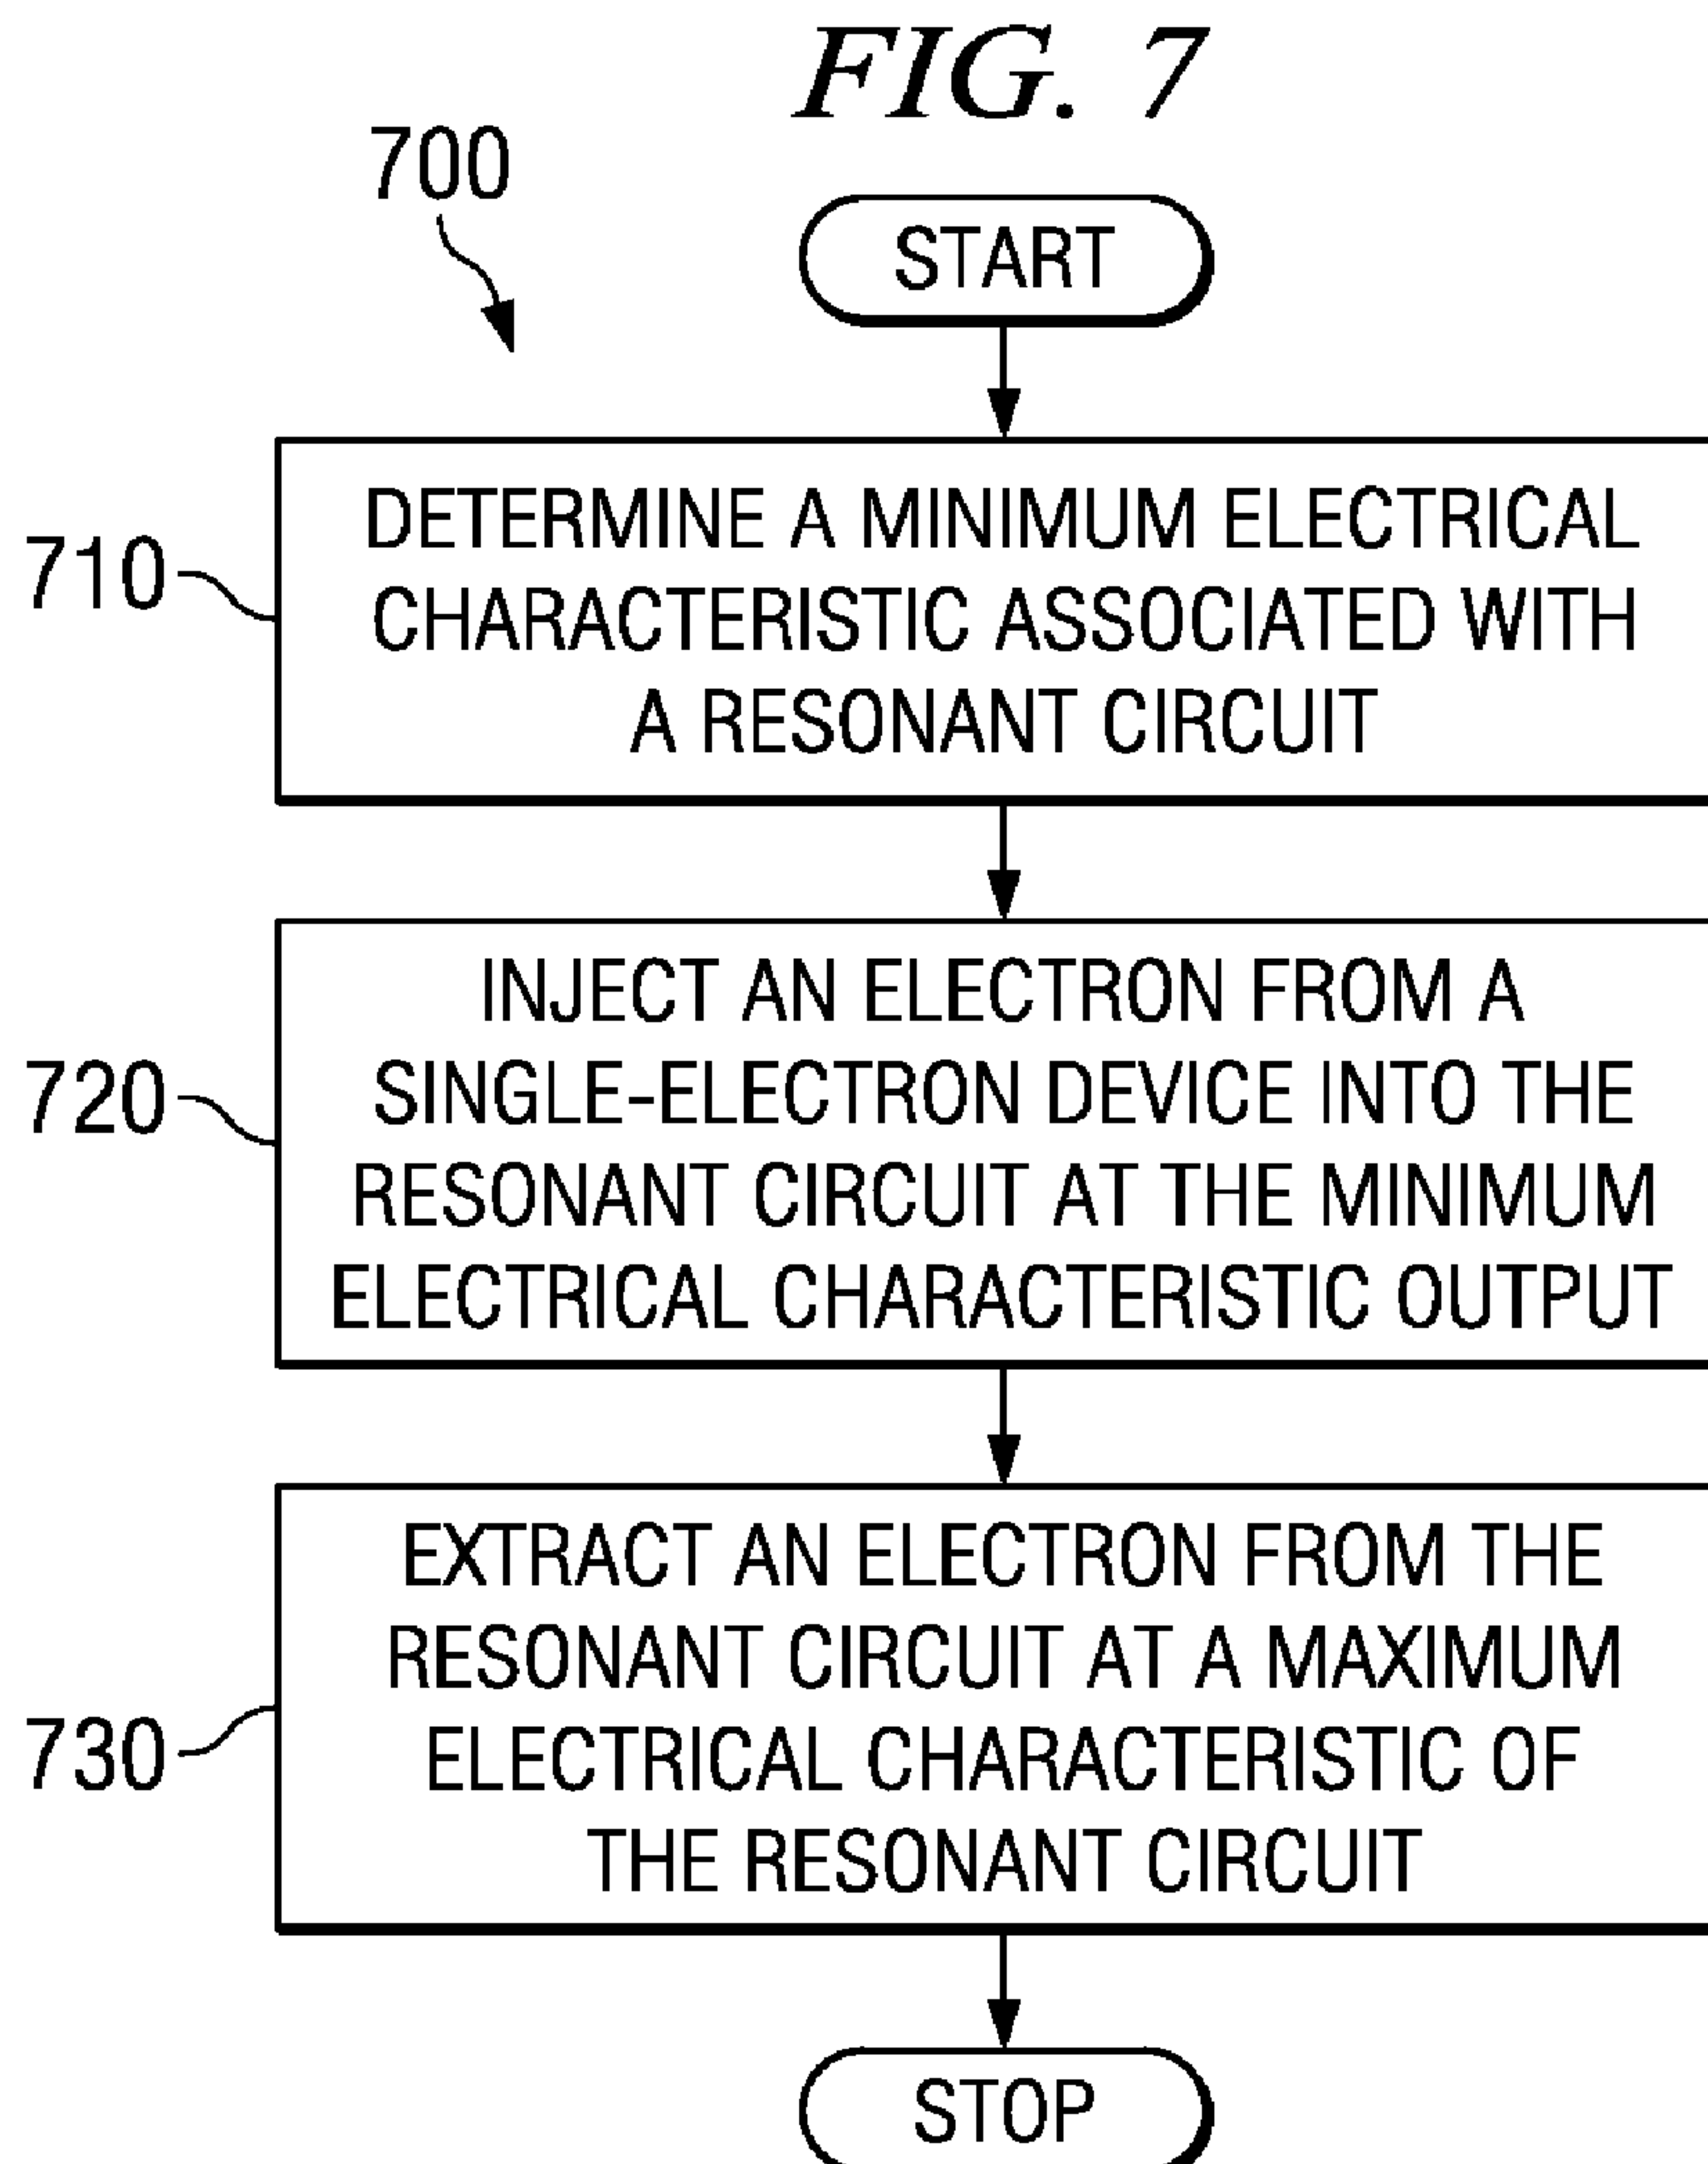 FIG. 7
700
START
710
DETERMINE A MINIMUM ELECTRICAL
CHARACTERISTIC ASSOCIATED WITH
A RESONANT CIRCUIT
720
INJECT AN ELECTRON FROM A
SINGLE-ELECTRON DEVICE INTO THE
RESONANT CIRCUIT AT THE MINIMUM
ELECTRICAL CHARACTERISTIC OUTPUT
730
EXTRACT AN ELECTRON FROM THE
RESONANT CIRCUIT AT A MAXIMUM
ELECTRICAL CHARACTERISTIC OF
THE RESONANT CIRCUIT
STOP